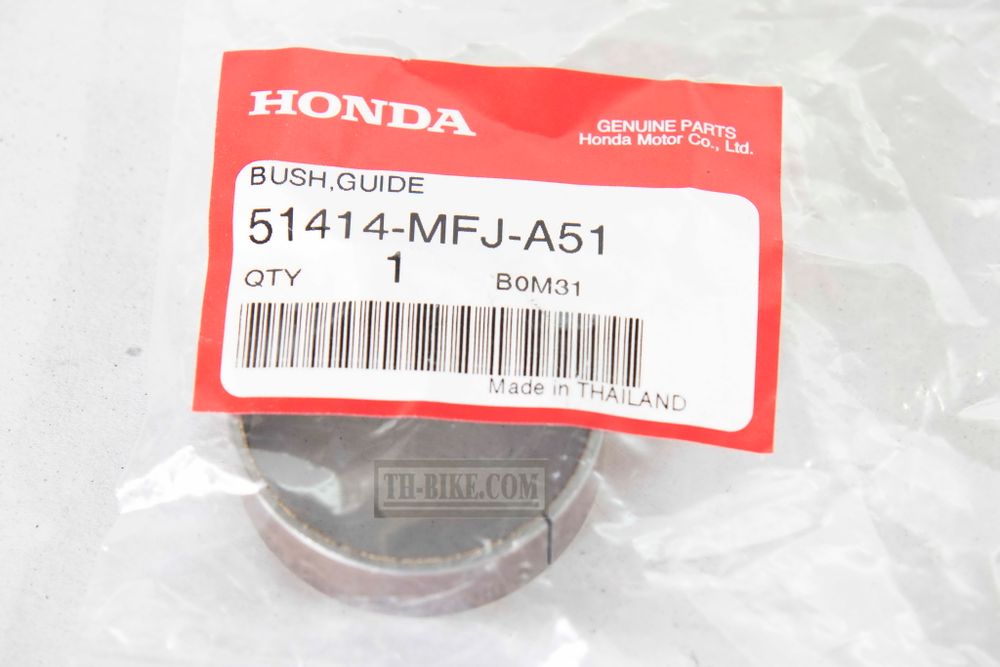 HONDA
GENUINE PARTS
Honda Motor Co., Ltd.
BUSH,GUIDE
51414-MFJ-A51
QTY 1 B0M31
Made in THAILAND
TH-BIKE.COM